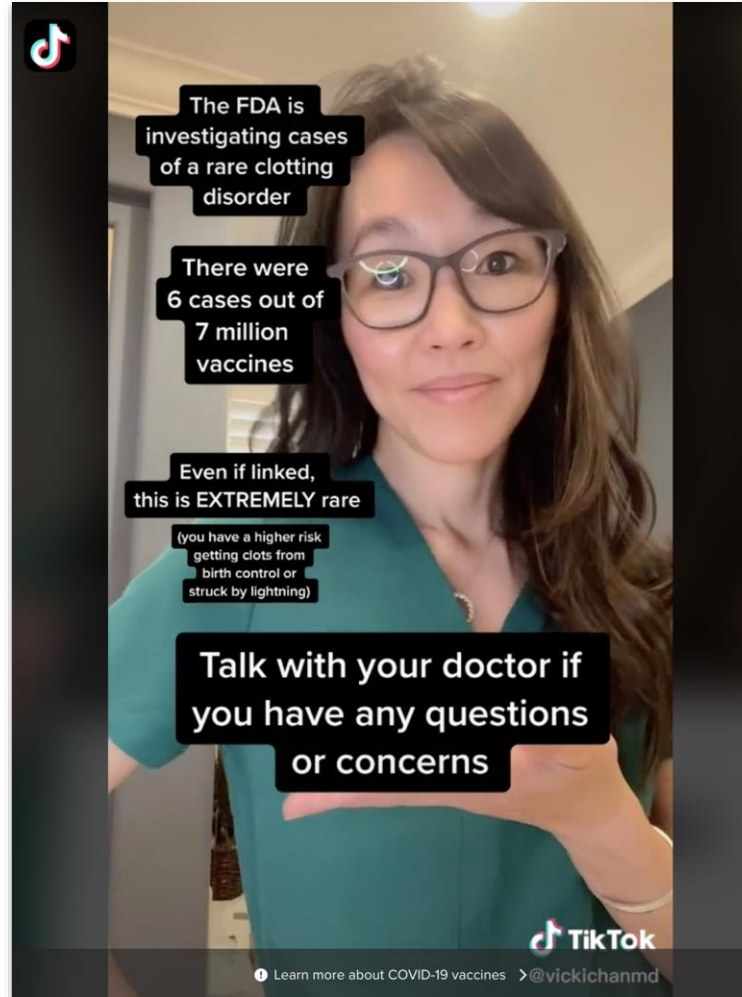 The FDA is
investigating cases
of a rare clotting
disorder
There were
6 cases out of
7 million
vaccines
Even if linked,
this is EXTREMELY rare
(you have a higher risk
getting clots from
birth control or
struck by lightning)
Talk with your doctor if
you have any questions
or concerns
TikTok
Learn more about COVID-19 vaccines > @vickichanmd